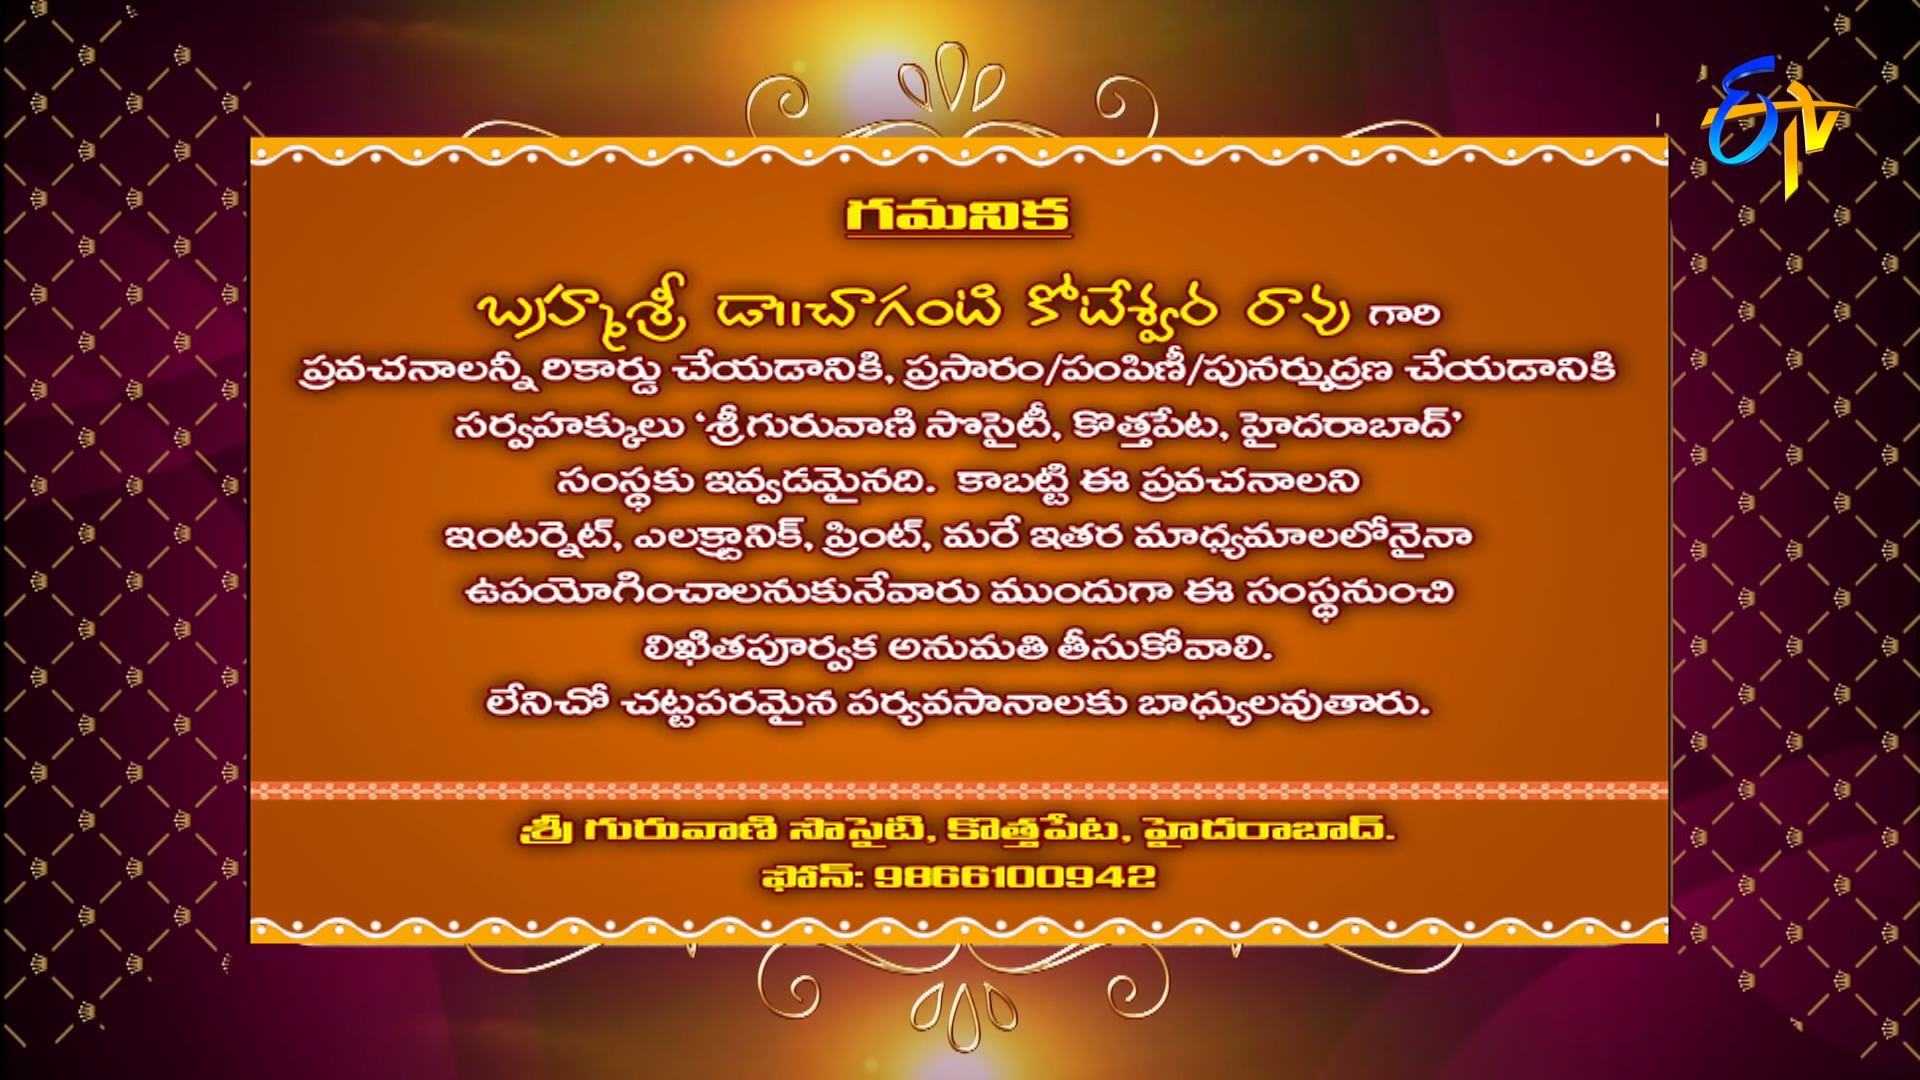 ఈtv
గమనిక
బ్రహ్మశ్రీ డా॥చాగంటి కోటేశ్వర రావు గారి
ప్రవచనాలన్నీ రికార్డు చేయడానికి, ప్రసారం/పంపిణీ/పునర్ముద్రణ చేయడానికి
సర్వహక్కులు ‘శ్రీగురువాణి సొసైటీ, కొత్తపేట, హైదరాబాద్’
సంస్థకు ఇవ్వడమైనది. కాబట్టి ఈ ప్రవచనాలని
ఇంటర్నెట్, ఎలక్ట్రానిక్, ప్రింట్, మరే ఇతర మాధ్యమాలలోనైనా
ఉపయోగించాలనుకునేవారు ముందుగా ఈ సంస్థనుంచి
లిఖితపూర్వక అనుమతి తీసుకోవాలి.
లేనిచో చట్టపరమైన పర్యవసానాలకు బాధ్యులవుతారు.
శ్రీ గురువాణి సొసైటి, కొత్తపేట, హైదరాబాద్.
ఫోన్: 9866100942